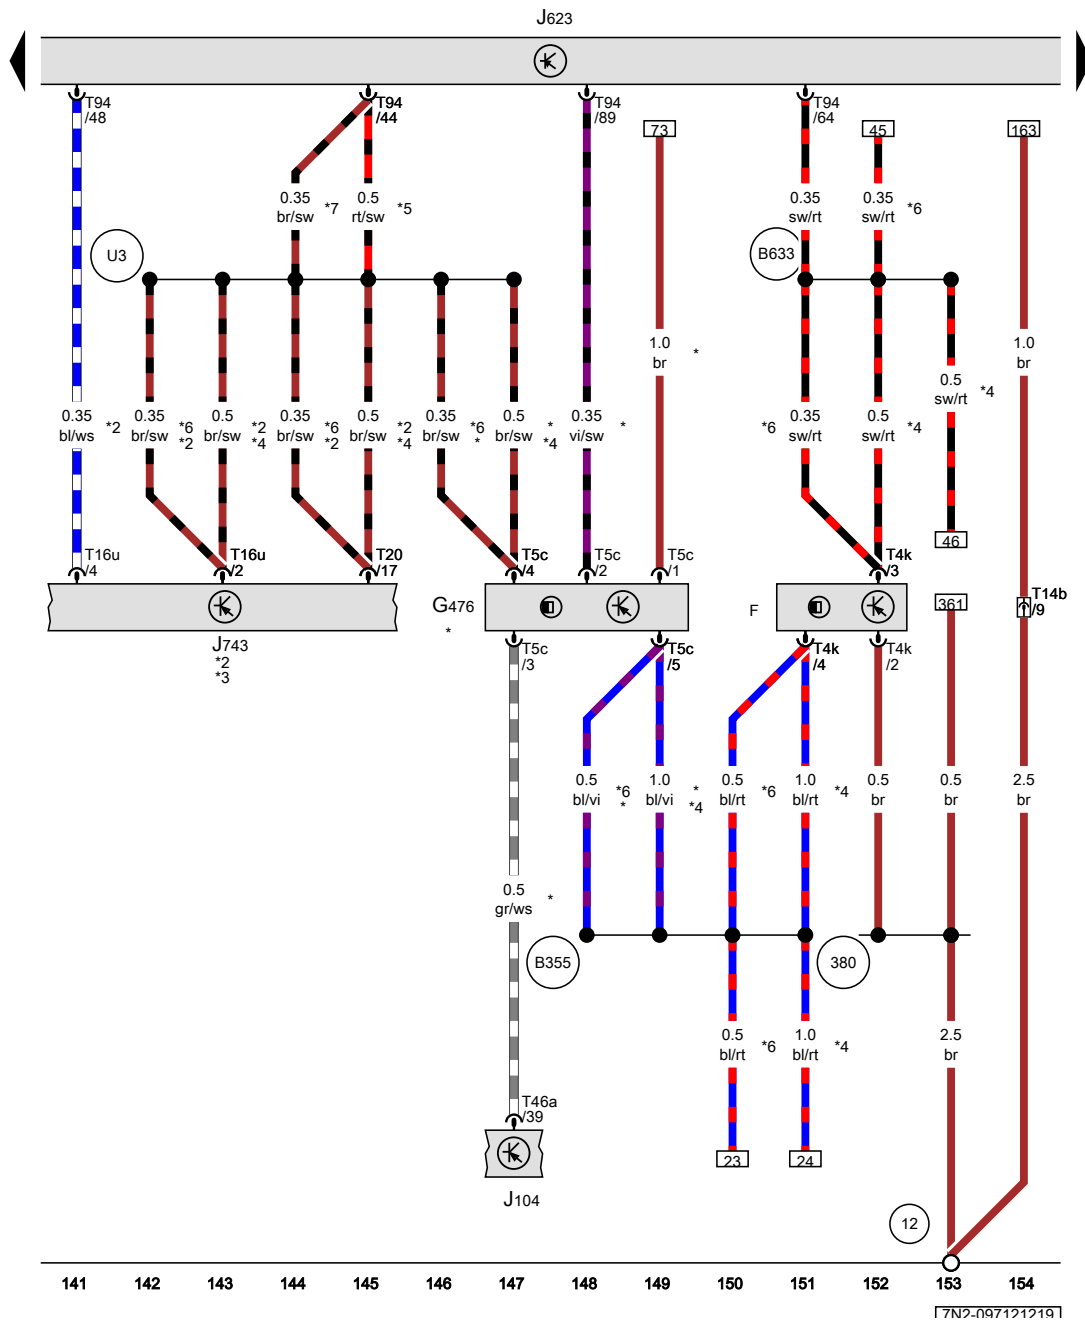 J623
T94 T94 T94 T94
/48 /44 /89 /64
73 45 163
0.35 0.5 0.35 0.35
br/sw *7 rt/sw *5 sw/rt sw/rt *6
U3 B633
1.0 1.0
br * br
0.5
sw/rt *4
0.35 0.35 0.5 0.35 0.5 0.35 0.5 0.35 0.35 0.5
bl/ws *2 br/sw *6 br/sw *2 br/sw *6 br/sw *2 br/sw *6 br/sw * vi/sw * *6 sw/rt sw/rt *4
*2 *4 *2 *4 * *4
46
T16u T16u T20 T5c T5c T5c T4k
/4 /2 /17 /4 /2 /1 /3
G476 F 361 T14b
* /9
J743 T5c T5c T4k T4k
*2 /3 /5 /4 /2
*3
0.5 1.0 0.5 1.0 0.5 0.5 2.5
bl/vi *6 bl/vi * bl/rt *6 bl/rt *4 br br br
* *4
0.5
gr/ws *
B355 380
0.5 1.0 2.5
bl/rt *6 bl/rt *4 br
T46a
/39
23 24
J104
12
141 142 143 144 145 146 147 148 149 150 151 152 153 154
7N2-097121219